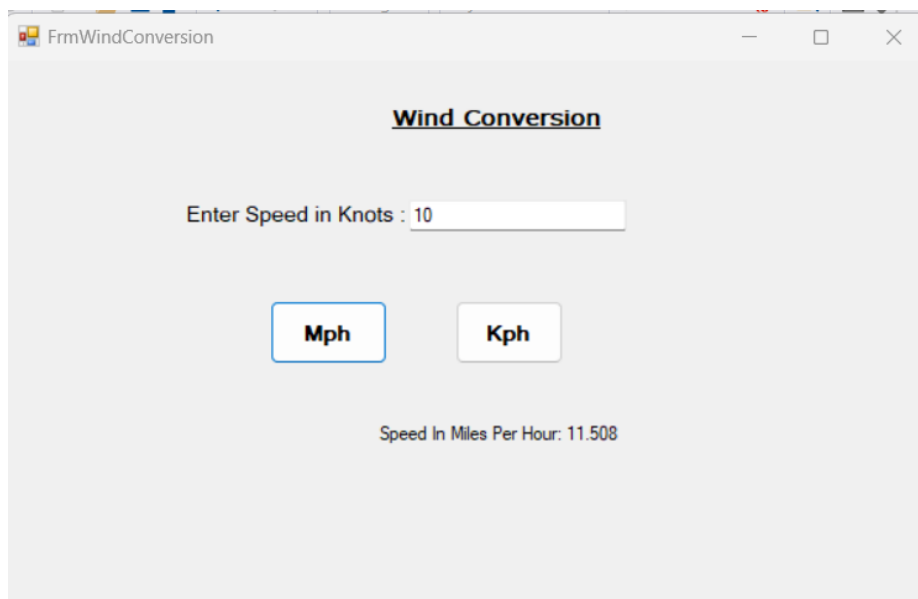 FrmWindConversion
Wind Conversion
Enter Speed in Knots : 10
Mph Kph
Speed In Miles Per Hour: 11.508